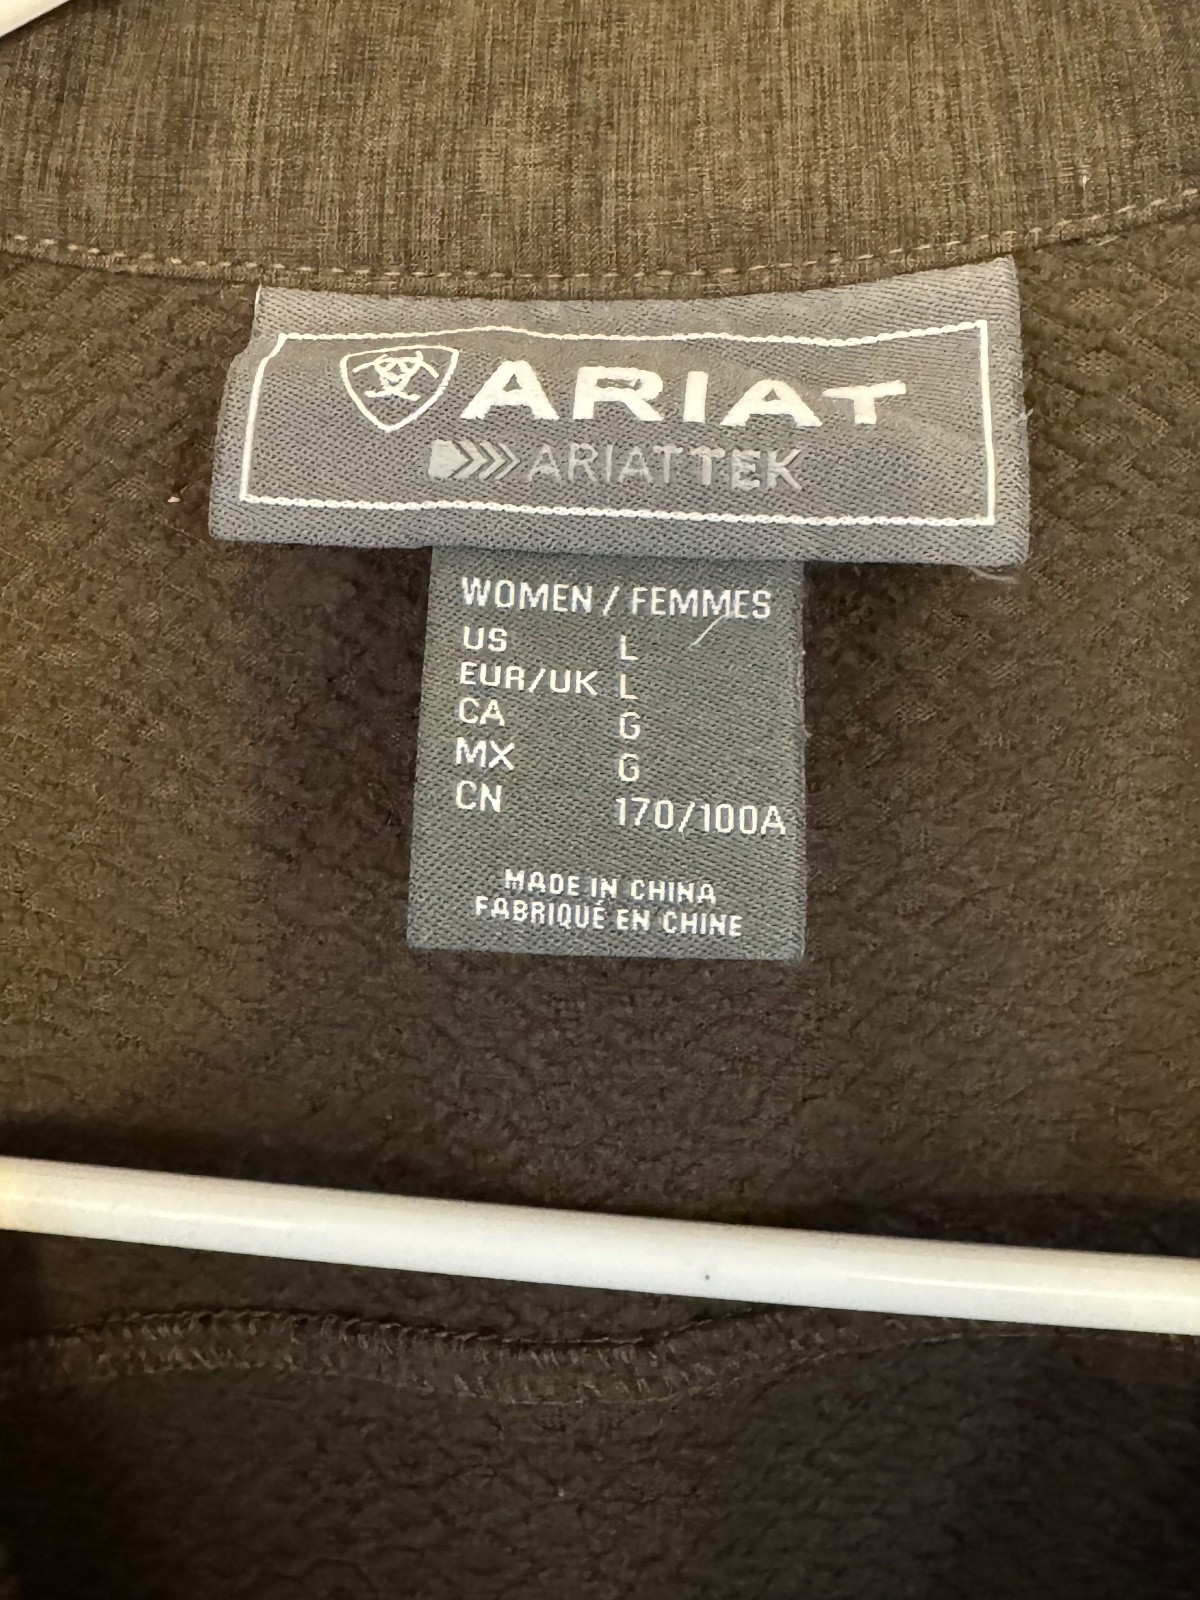 ARIAT
ARIATTEK
WOMEN / FEMMES
US L
EUR/UK L
CA G
MX G
CN 170/100A
MADE IN CHINA
FABRIQUÉ EN CHINE